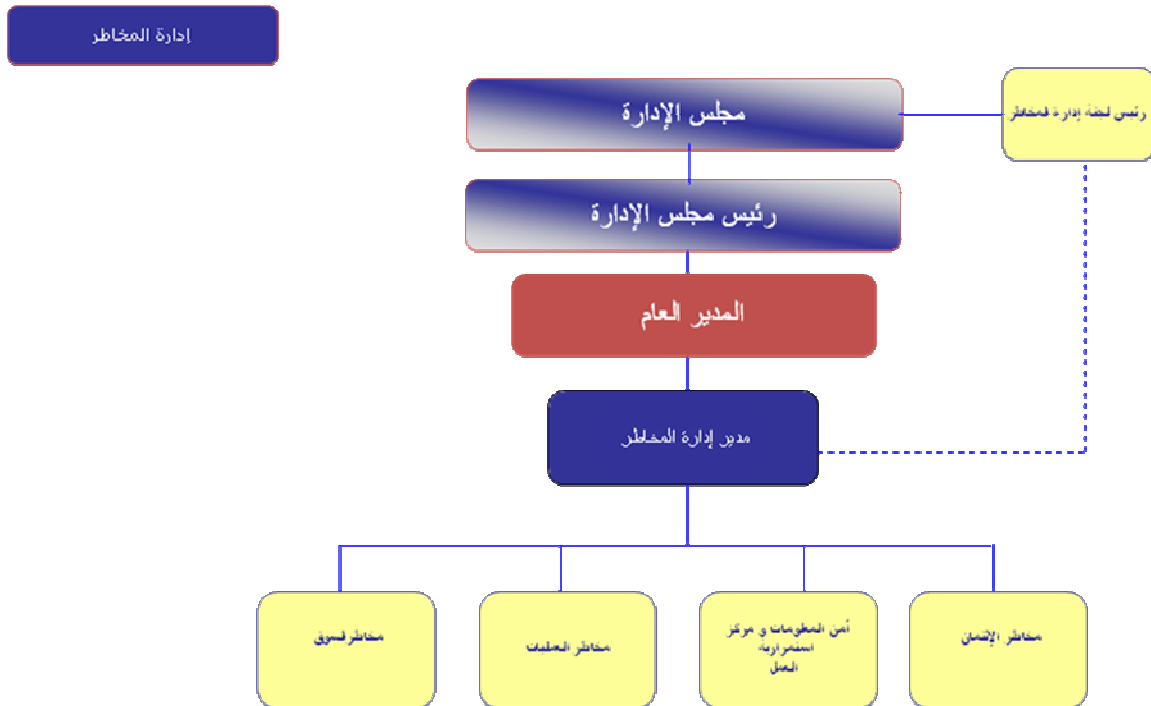 إدارة المخاطر
مجلس الإدارة
رئيس لجنة إدارة المخاطر
رئيس مجلس الإدارة
المدير العام
مدير إدارة المخاطر
مخاطر الإئتمان
أمن المعلومات و مركز
استمرارية
العمل
مخاطر العمليات
مخاطر السوق